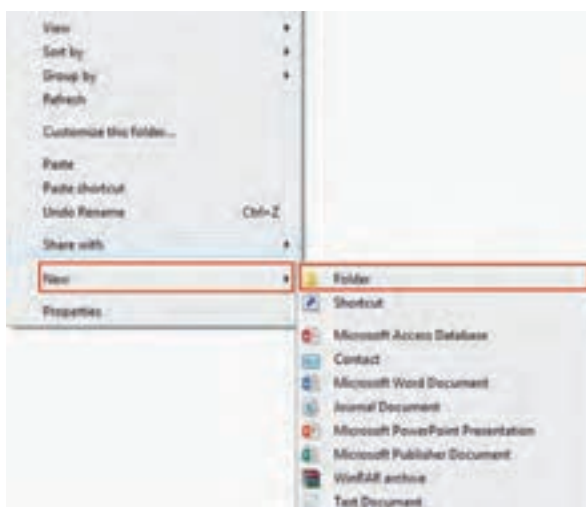 View
Sort by
Group by
Refresh
Customize this folder...
Paste
Paste shortcut
Undo Rename Ctrl+Z
Share with
New
Properties
Folder
Shortcut
Microsoft Access Database
Contact
Microsoft Word Document
Journal Document
Microsoft PowerPoint Presentation
Microsoft Publisher Document
WinRAR archive
Text Document